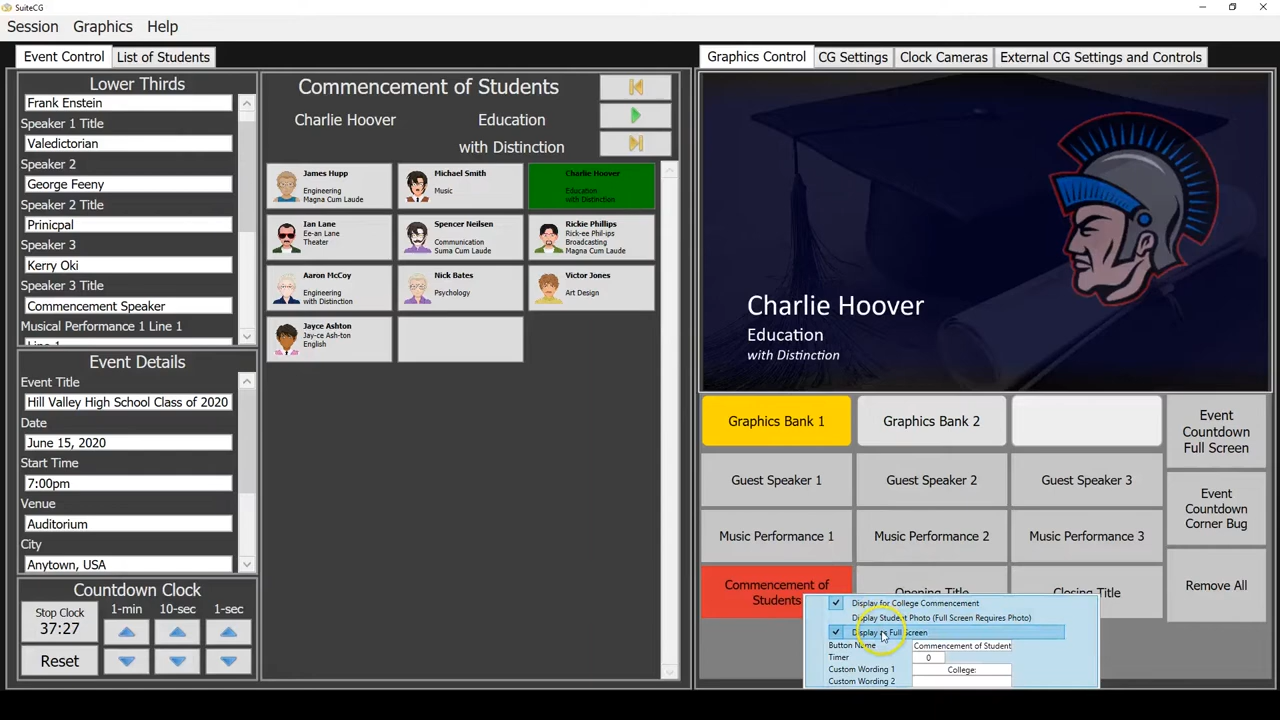 SuiteCG
Session Graphics Help
Event Control
List of Students
Lower Thirds
Frank Enstein
Speaker 1 Title
Valedictorian
Speaker 2
George Feeny
Speaker 2 Title
Prinicpal
Speaker 3
Kerry Oki
Speaker 3 Title
Commencement Speaker
Musical Performance 1 Line 1
Line 1
Event Details
Event Title
Hill Valley High School Class of 2020
Date
June 15, 2020
Start Time
7:00pm
Venue
Auditorium
City
Anytown, USA
Countdown Clock
Stop Clock
37:27
1-min 10-sec 1-sec
Reset
Commencement of Students
Charlie Hoover
Education
with Distinction
James Hupp
Engineering
Magna Cum Laude
Michael Smith
Music
Charlie Hoover
Education
with Distinction
Ian Lane
Ee-an Lane
Theater
Spencer Neilsen
Communication
Suma Cum Laude
Rickie Phillips
Rick-ee Phil-ips
Broadcasting
Magna Cum Laude
Aaron McCoy
Engineering
with Distinction
Nick Bates
Psychology
Victor Jones
Art Design
Jayce Ashton
Jay-ce Ash-ton
English
Graphics Control
CG Settings
Clock Cameras
External CG Settings and Controls
Charlie Hoover
Education
with Distinction
Graphics Bank 1
Graphics Bank 2
Event
Countdown
Full Screen
Guest Speaker 1
Guest Speaker 2
Guest Speaker 3
Event
Countdown
Corner Bug
Music Performance 1
Music Performance 2
Music Performance 3
Commencement of
Students
Opening Title
Closing Title
Remove All
Display for College Commencement
Display Student Photo (Full Screen Requires Photo)
Display as Full Screen
Button Name
Commencement of Student
Timer
0
Custom Wording 1
College:
Custom Wording 2